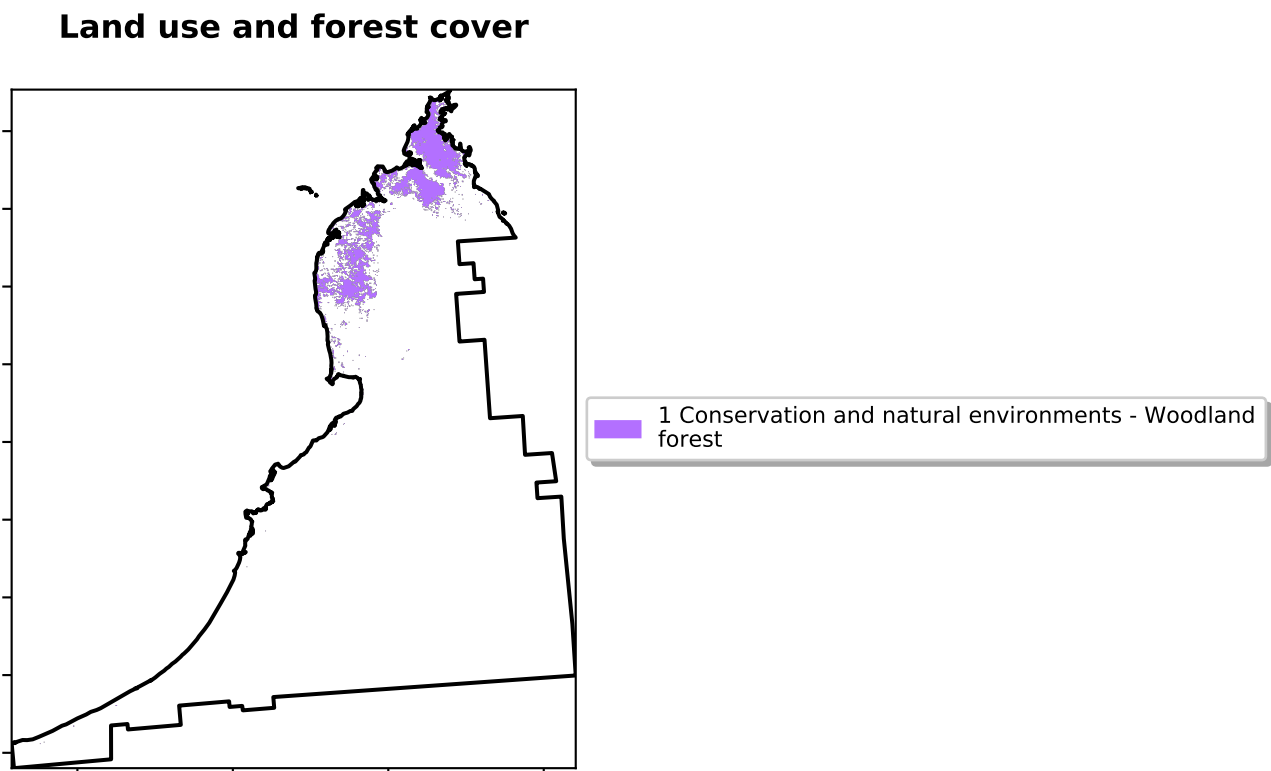 Land use and forest cover
1 Conservation and natural environments - Woodland
forest